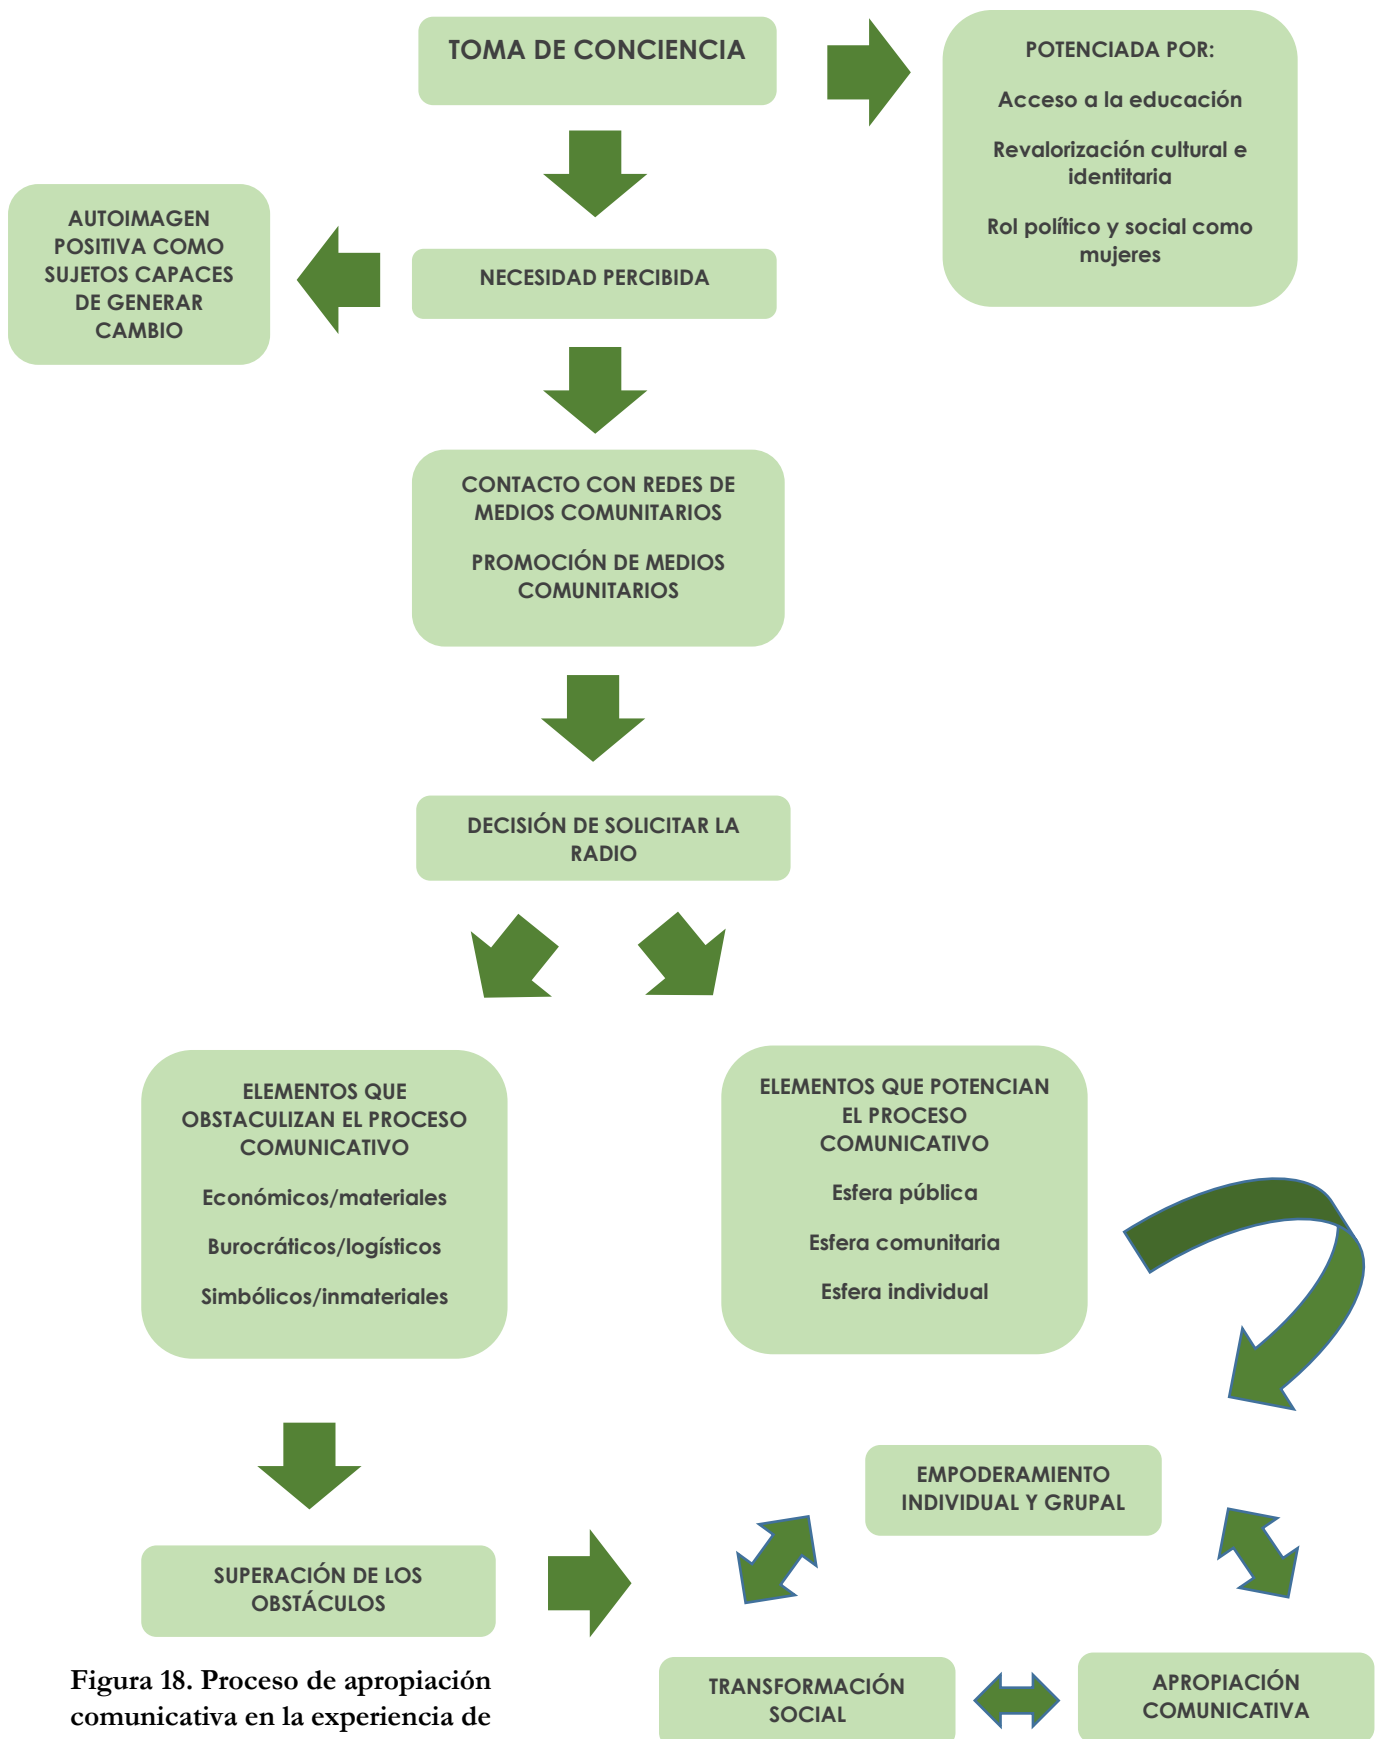 TOMA DE CONCIENCIA
POTENCIADA POR:
Acceso a la educación
Revalorización cultural e
identitaria
Rol político y social como
mujeres
AUTOIMAGEN
POSITIVA COMO
SUJETOS CAPACES
DE GENERAR
CAMBIO
NECESIDAD PERCIBIDA
CONTACTO CON REDES DE
MEDIOS COMUNITARIOS
PROMOCIÓN DE MEDIOS
COMUNITARIOS
DECISIÓN DE SOLICITAR LA
RADIO
ELEMENTOS QUE
OBSTACULIZAN EL PROCESO
COMUNICATIVO
Económicos/materiales
Burocráticos/logísticos
Simbólicos/inmateriales
ELEMENTOS QUE POTENCIAN
EL PROCESO
COMUNICATIVO
Esfera pública
Esfera comunitaria
Esfera individual
EMPODERAMIENTO
INDIVIDUAL Y GRUPAL
SUPERACIÓN DE LOS
OBSTÁCULOS
TRANSFORMACIÓN
SOCIAL
APROPIACIÓN
COMUNICATIVA
Figura 18. Proceso de apropiación
comunicativa en la experiencia de